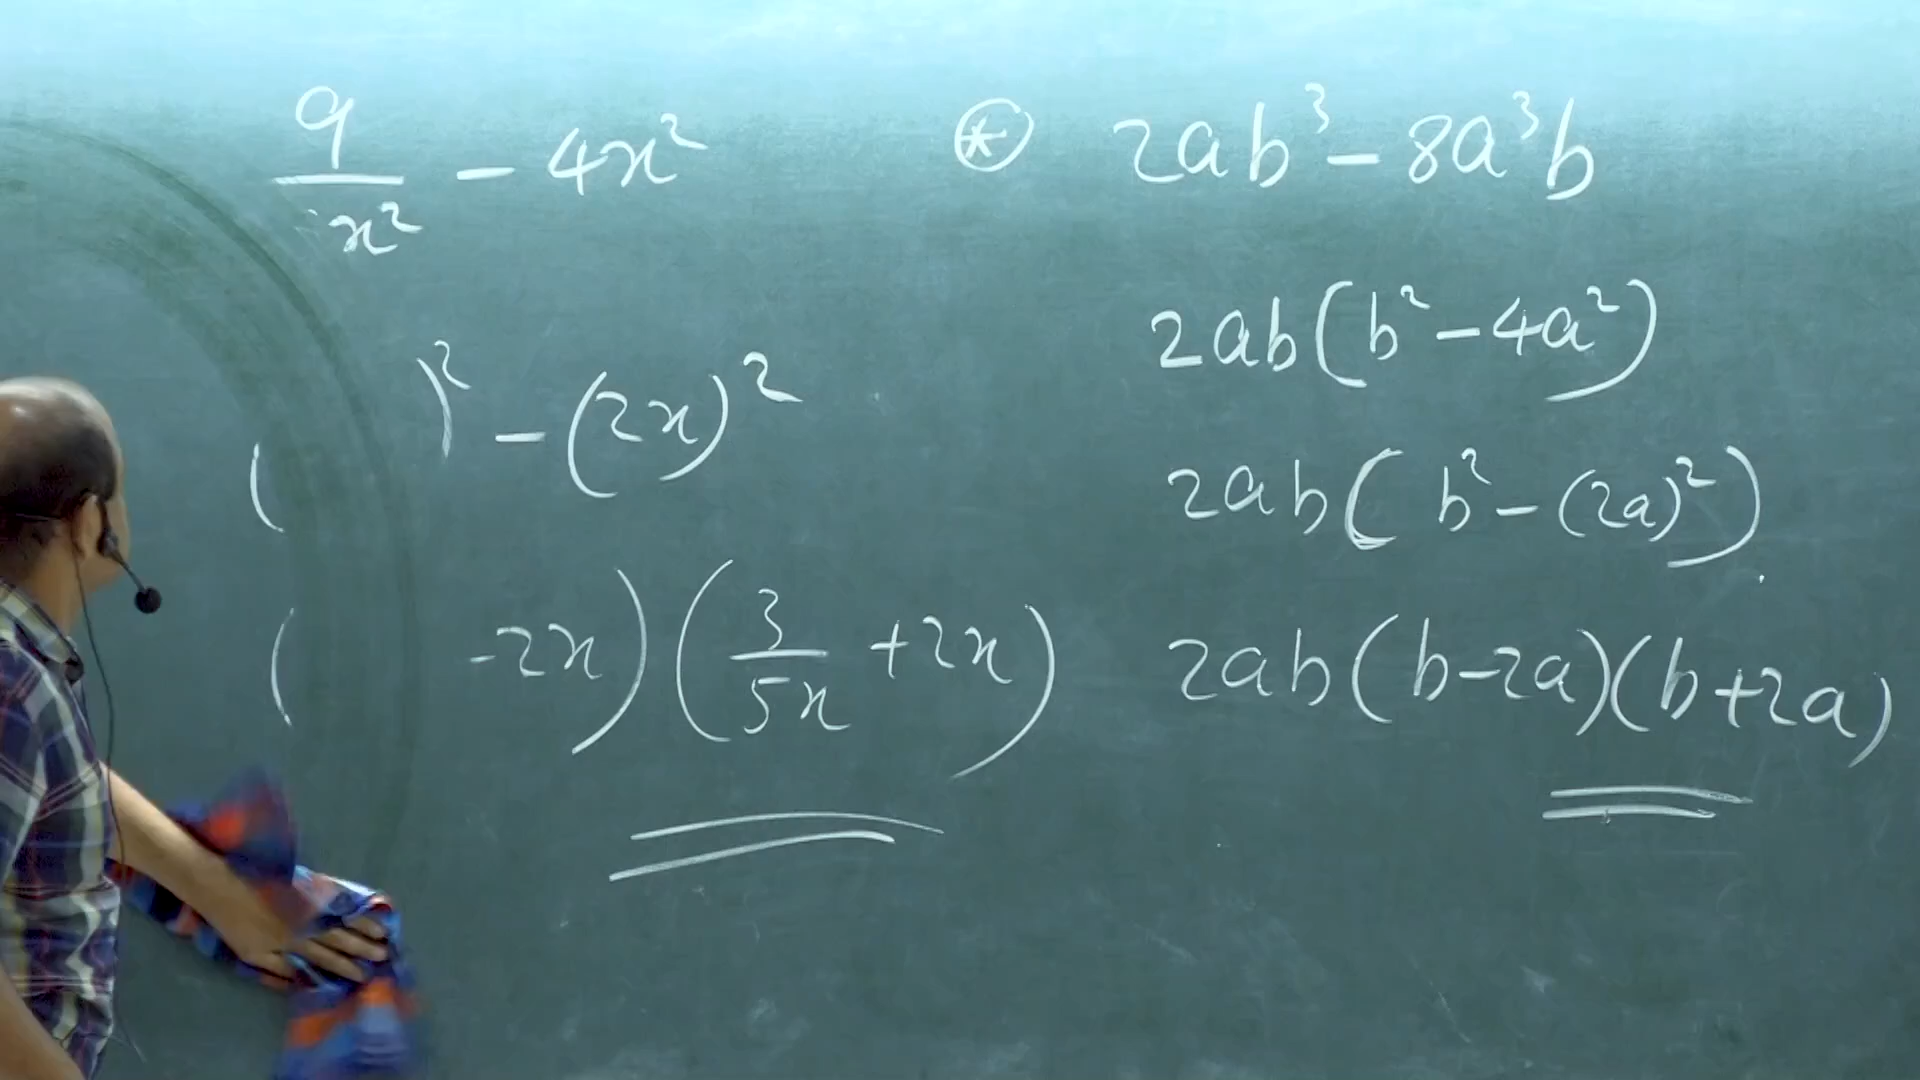 9/x² - 4x²
( )² - (2x)²
( -2x)(3/5x +2x)
⊛ 2ab³ - 8a³b
2ab(b² - 4a²)
2ab(b² - (2a)²)
2ab(b-2a)(b+2a)